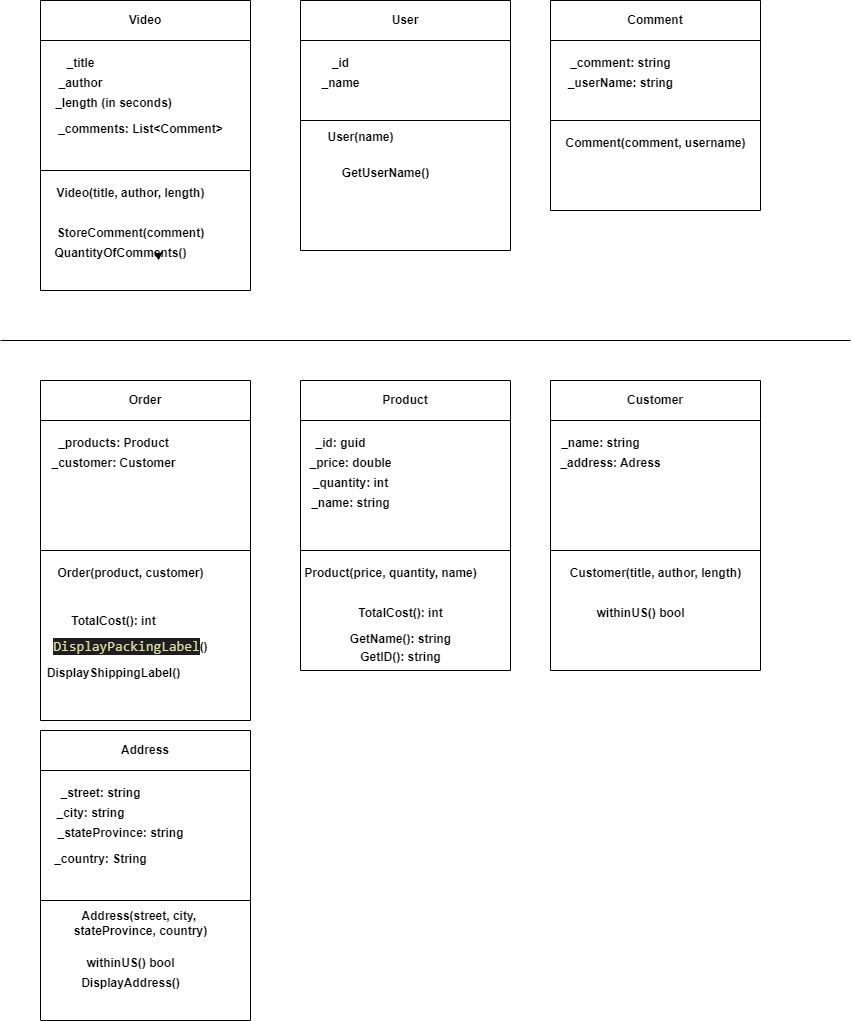 Video
_title
_author
_length (in seconds)
_comments: List<Comment>
Video(title, author, length)
StoreComment(comment)
QuantityOfComments()
User
_id
_name
User(name)
GetUserName()
Comment
_comment: string
_userName: string
Comment(comment, username)
Order
_products: Product
_customer: Customer
Order(product, customer)
TotalCost(): int
DisplayPackingLabel()
DisplayShippingLabel()
Product
_id: guid
_price: double
_quantity: int
_name: string
Product(price, quantity, name)
TotalCost(): int
GetName(): string
GetID(): string
Customer
_name: string
_address: Adress
Customer(title, author, length)
withinUS() bool
Address
_street: string
_city: string
_stateProvince: string
_country: String
Address(street, city,
stateProvince, country)
withinUS() bool
DisplayAddress()